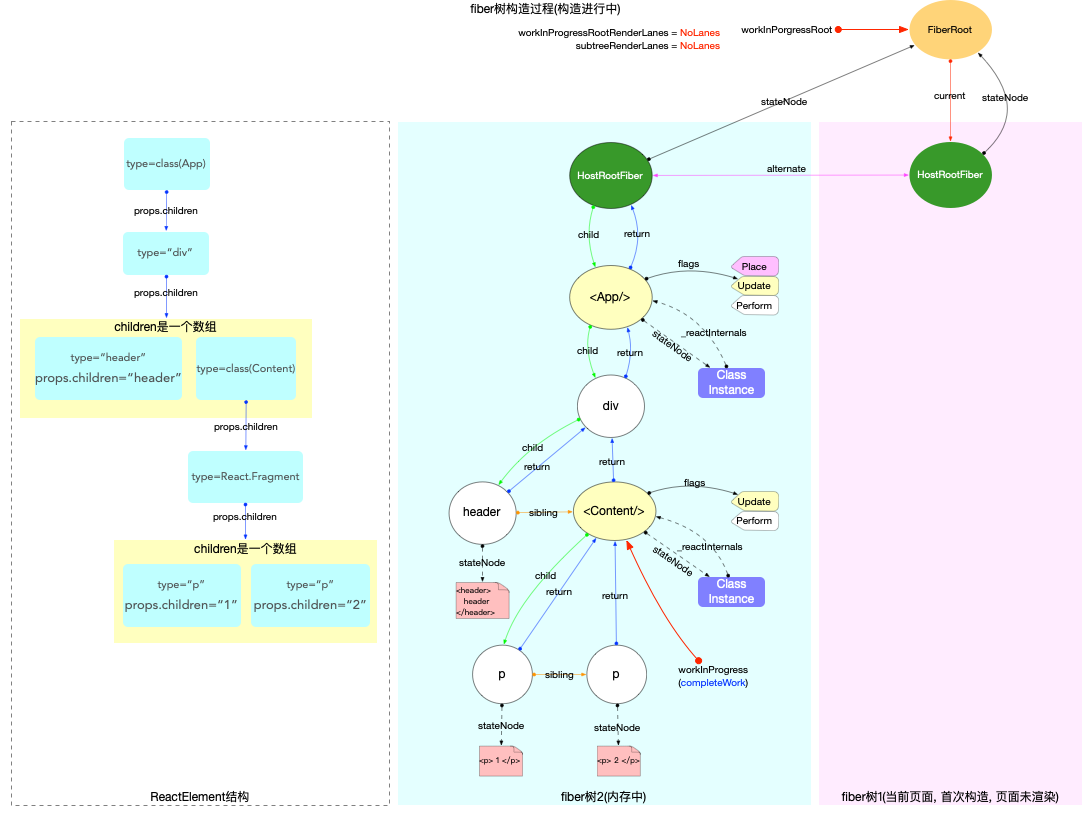 fiber树构造过程(构造进行中)
workInProgressRootRenderLanes = NoLanes
subtreeRenderLanes = NoLanes
workInPorgressRoot
FiberRoot
stateNode
current
stateNode
HostRootFiber
alternate
HostRootFiber
type=class(App)
props.children
type=“div”
props.children
children是一个数组
type=“header”
props.children=“header”
type=class(Content)
props.children
type=React.Fragment
props.children
children是一个数组
type=“p”
props.children=“1”
type=“p”
props.children=“2”
ReactElement结构
child
return
<App/>
flags
Place
Update
Perform
_reactInternals
stateNode
Class
Instance
child
return
div
child
return
return
header
sibling
<Content/>
flags
Update
Perform
_reactInternals
stateNode
Class
Instance
stateNode
<header>
header
</header>
child
return
return
workInProgress
(completeWork)
p
sibling
p
stateNode
stateNode
<p> 1 </p>
<p> 2 </p>
fiber树2(内存中)
fiber树1(当前页面, 首次构造, 页面未渲染)